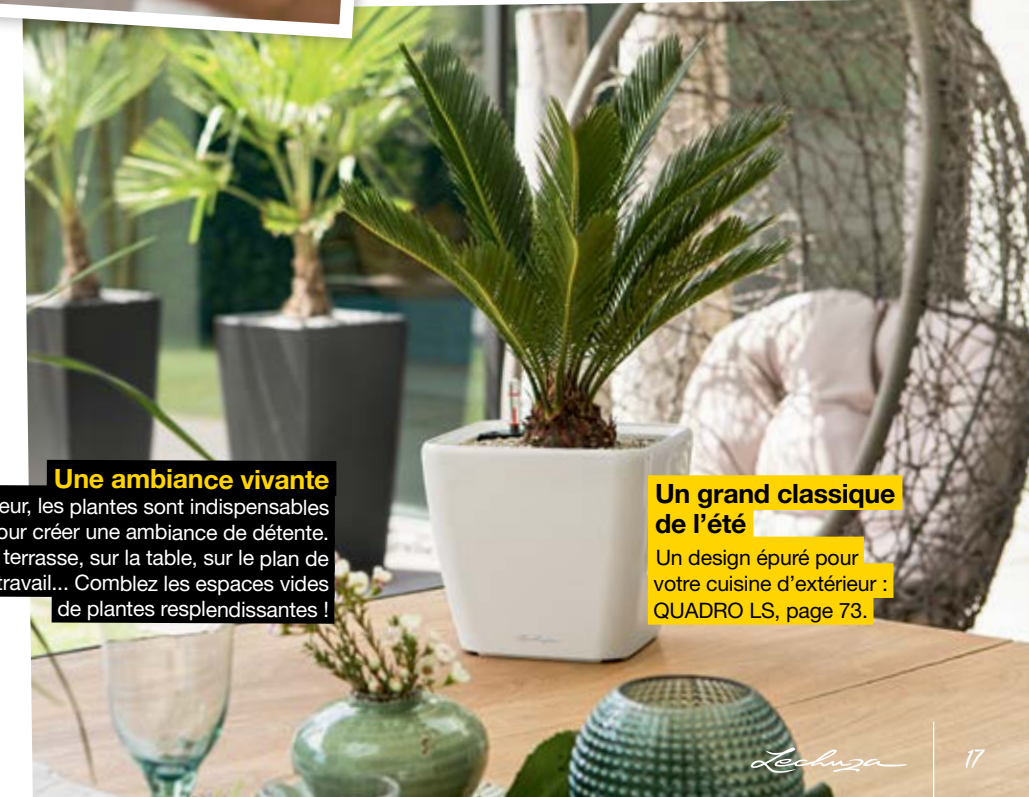 Une ambiance vivante
les plantes sont indispensables
créer une ambiance de détente.
terrasse, sur la table, sur le plan de
travail... Comblez les espaces vides
de plantes resplendissantes !
Un grand classique
de l’été
Un design épuré pour
votre cuisine d’extérieur :
QUADRO LS, page 73.
Lechuza
Lechuza
17